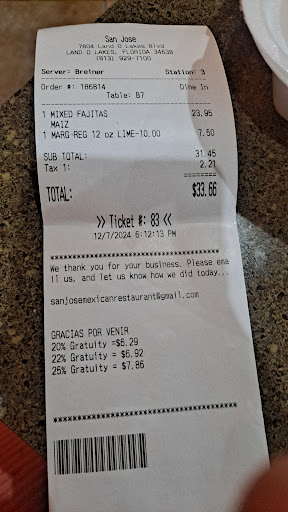 San Jose
7804 Land O Lakes Blvd
LAND O LAKES, FLORIDA 34638
(813) 929-7100
Server: Breiner Station: 3
Order #: 186814 Dine In
Table: B7
1 MIXED FAJITAS 23.95
MAIZ
1 MARG-REG 12 oz LIME-10.00 7.50
SUB TOTAL: 31.45
Tax 1: 2.21
========
TOTAL: $33.66
>> Ticket #: 83 <<
12/7/2024 6:12:13 PM
We thank you for your business. Please ema
il us, and let us know how we did today...
sanjosemexicanrestaurant@gmail.com
GRACIAS POR VENIR
20% Gratuity =$6.29
22% Gratuity = $6.92
25% Gratuity = $7.86